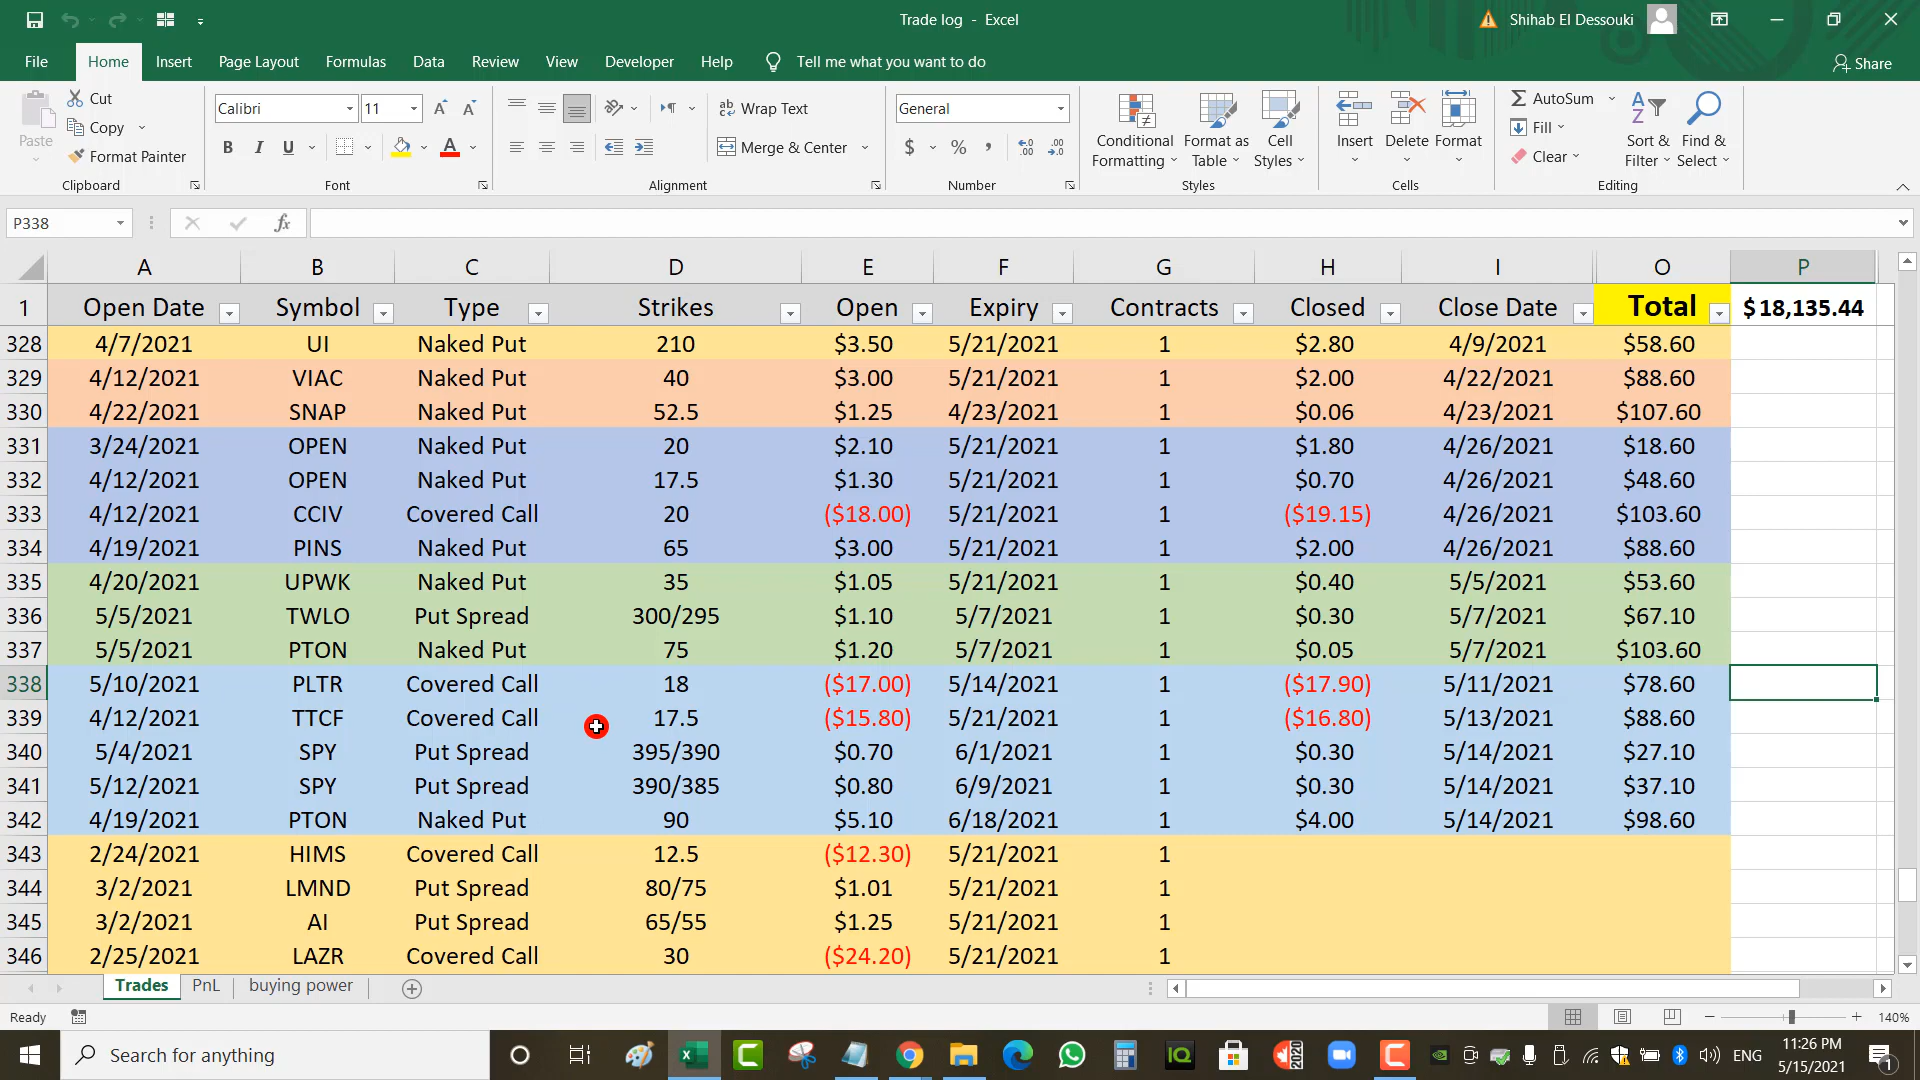 Trade log - Excel
Shihab El Dessouki
File Home Insert Page Layout Formulas Data Review View Developer Help Tell me what you want to do Share
Paste
Cut
Copy
Format Painter
Clipboard
Calibri 11
B I U
Font
Wrap Text
Merge & Center
Alignment
General
$ % ,
Number
Conditional Formatting
Format as Table
Cell Styles
Styles
Insert Delete Format
Cells
AutoSum
Fill
Clear
Sort & Filter
Find & Select
Editing
P338 fx
A B C D E F G H I O P
1 Open Date Symbol Type Strikes Open Expiry Contracts Closed Close Date Total $18,135.44
328 4/7/2021 UI Naked Put 210 $3.50 5/21/2021 1 $2.80 4/9/2021 $58.60
329 4/12/2021 VIAC Naked Put 40 $3.00 5/21/2021 1 $2.00 4/22/2021 $88.60
330 4/22/2021 SNAP Naked Put 52.5 $1.25 4/23/2021 1 $0.06 4/23/2021 $107.60
331 3/24/2021 OPEN Naked Put 20 $2.10 5/21/2021 1 $1.80 4/26/2021 $18.60
332 4/12/2021 OPEN Naked Put 17.5 $1.30 5/21/2021 1 $0.70 4/26/2021 $48.60
333 4/12/2021 CCIV Covered Call 20 ($18.00) 5/21/2021 1 ($19.15) 4/26/2021 $103.60
334 4/19/2021 PINS Naked Put 65 $3.00 5/21/2021 1 $2.00 4/26/2021 $88.60
335 4/20/2021 UPWK Naked Put 35 $1.05 5/21/2021 1 $0.40 5/5/2021 $53.60
336 5/5/2021 TWLO Put Spread 300/295 $1.10 5/7/2021 1 $0.30 5/7/2021 $67.10
337 5/5/2021 PTON Naked Put 75 $1.20 5/7/2021 1 $0.05 5/7/2021 $103.60
338 5/10/2021 PLTR Covered Call 18 ($17.00) 5/14/2021 1 ($17.90) 5/11/2021 $78.60
339 4/12/2021 TTCF Covered Call 17.5 ($15.80) 5/21/2021 1 ($16.80) 5/13/2021 $88.60
340 5/4/2021 SPY Put Spread 395/390 $0.70 6/1/2021 1 $0.30 5/14/2021 $27.10
341 5/12/2021 SPY Put Spread 390/385 $0.80 6/9/2021 1 $0.30 5/14/2021 $37.10
342 4/19/2021 PTON Naked Put 90 $5.10 6/18/2021 1 $4.00 5/14/2021 $98.60
343 2/24/2021 HIMS Covered Call 12.5 ($12.30) 5/21/2021 1
344 3/2/2021 LMND Put Spread 80/75 $1.01 5/21/2021 1
345 3/2/2021 AI Put Spread 65/55 $1.25 5/21/2021 1
346 2/25/2021 LAZR Covered Call 30 ($24.20) 5/21/2021 1
Trades PnL buying power
Ready 140%
Search for anything
ENG
11:26 PM
5/15/2021